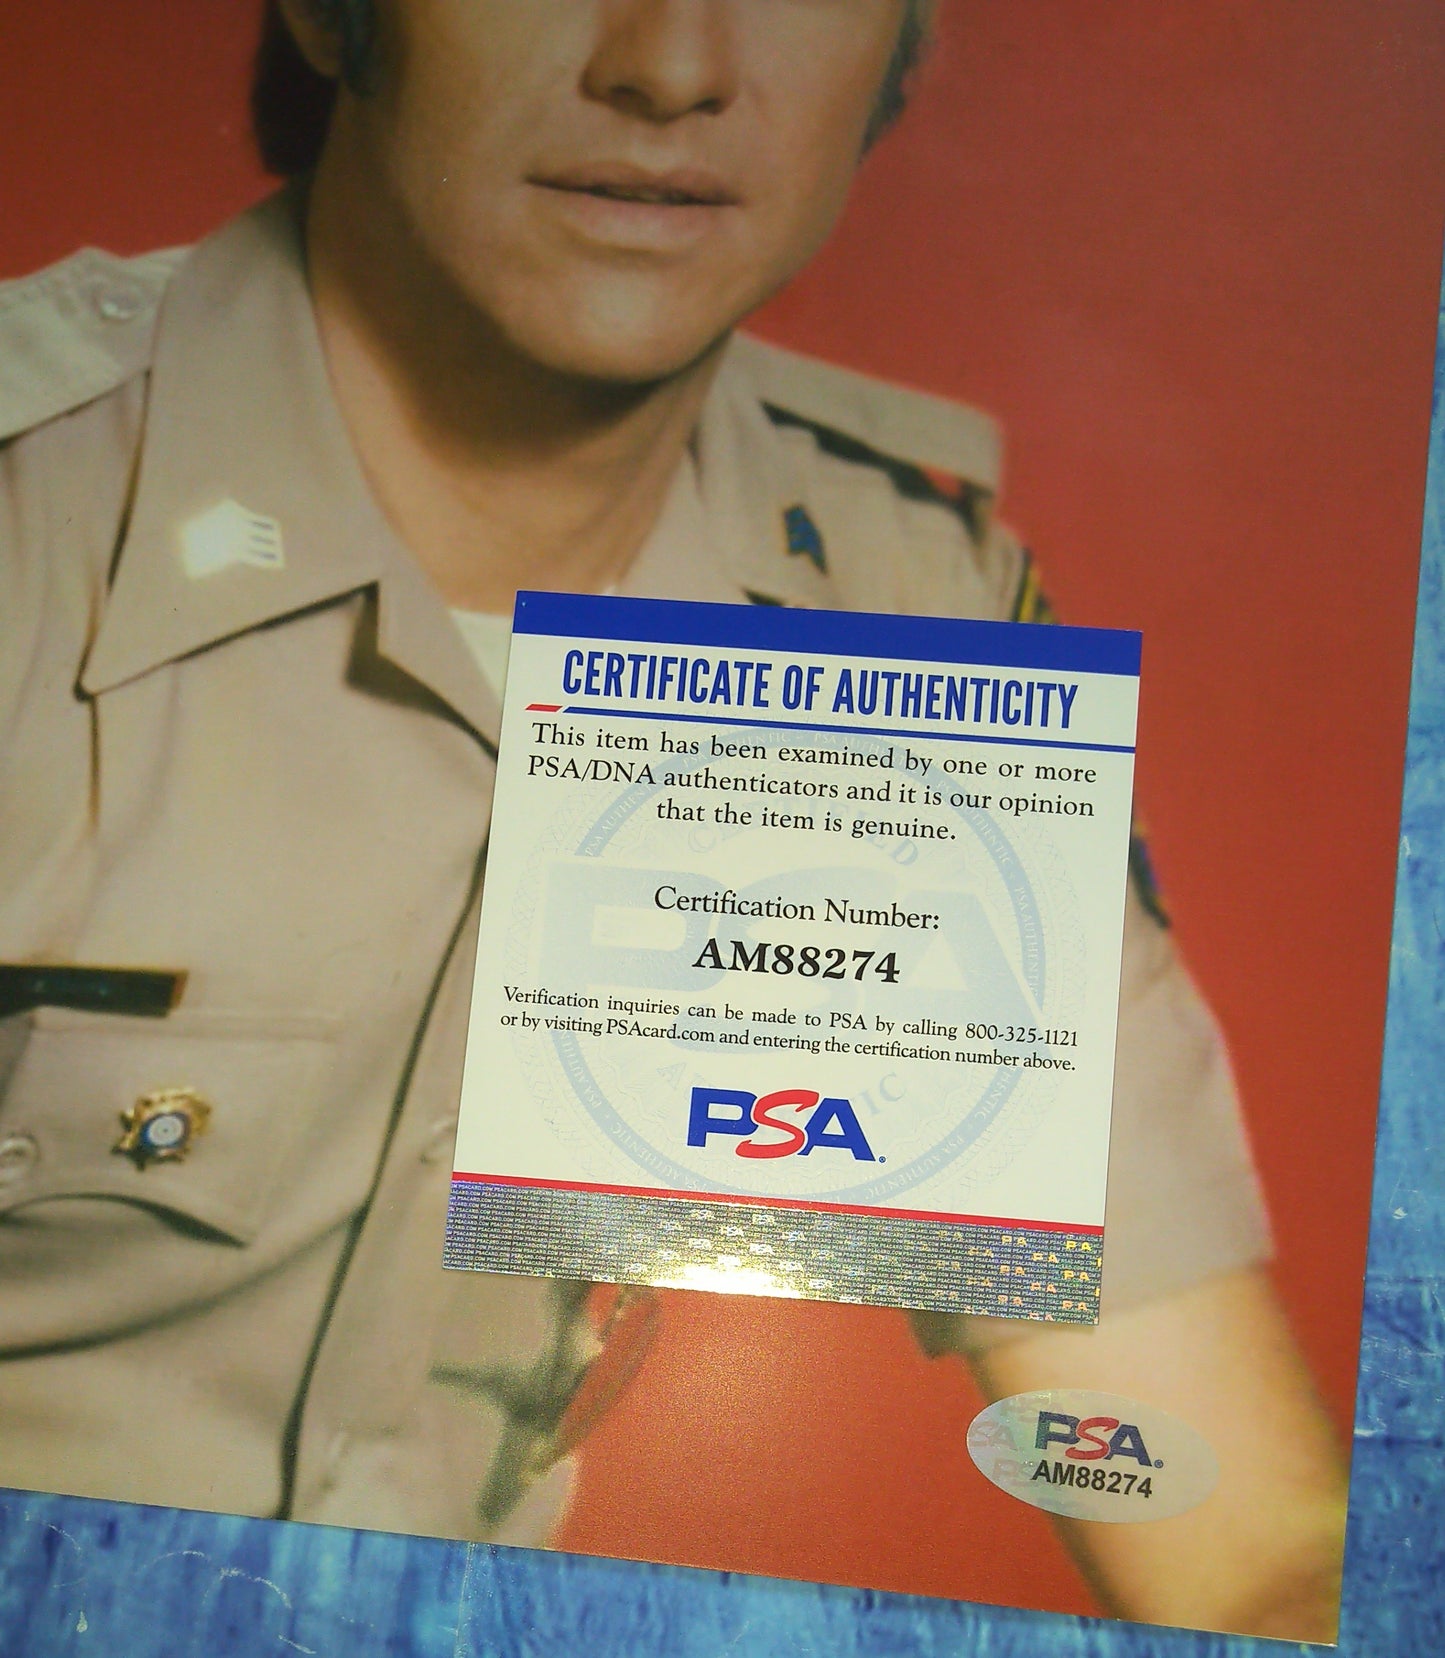 CERTIFICATE OF AUTHENTICITY
This item has been examined by one or more
PSA/DNA authenticators and it is our opinion
that the item is genuine.
Certification Number:
AM88274
Verification inquiries can be made to PSA by calling 800-325-1121
or by visiting PSAcard.com and entering the certification number above.
PSA
PSA
AM88274